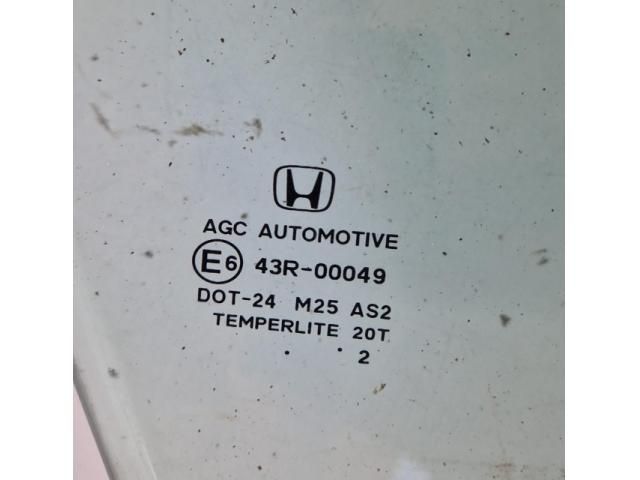 AGC AUTOMOTIVE
E6 43R-00049
DOT-24 M25 AS2
TEMPERLITE 20T
. . 2